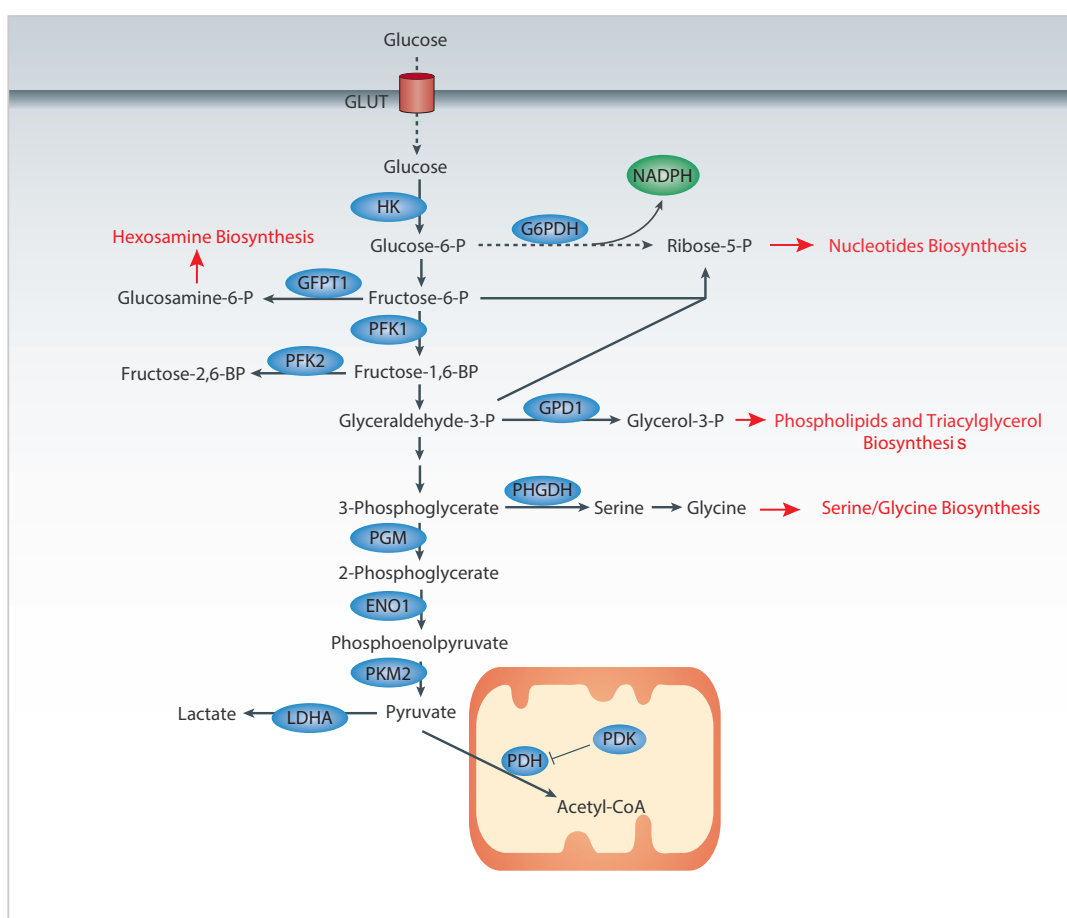 Glucose
GLUT
Glucose
HK
NADPH
G6PDH
Hexosamine Biosynthesis
Glucose-6-P
Ribose-5-P
Nucleotides Biosynthesis
GFPT1
Glucosamine-6-P
Fructose-6-P
PFK1
PFK2
Fructose-2,6-BP
Fructose-1,6-BP
GPD1
Glyceraldehyde-3-P
Glycerol-3-P
Phospholipids and Triacylglycerol
Biosynthesis
PHGDH
3-Phosphoglycerate
Serine
Glycine
Serine/Glycine Biosynthesis
PGM
2-Phosphoglycerate
ENO1
Phosphoenolpyruvate
PKM2
Lactate
LDHA
Pyruvate
PDK
PDH
Acetyl-CoA